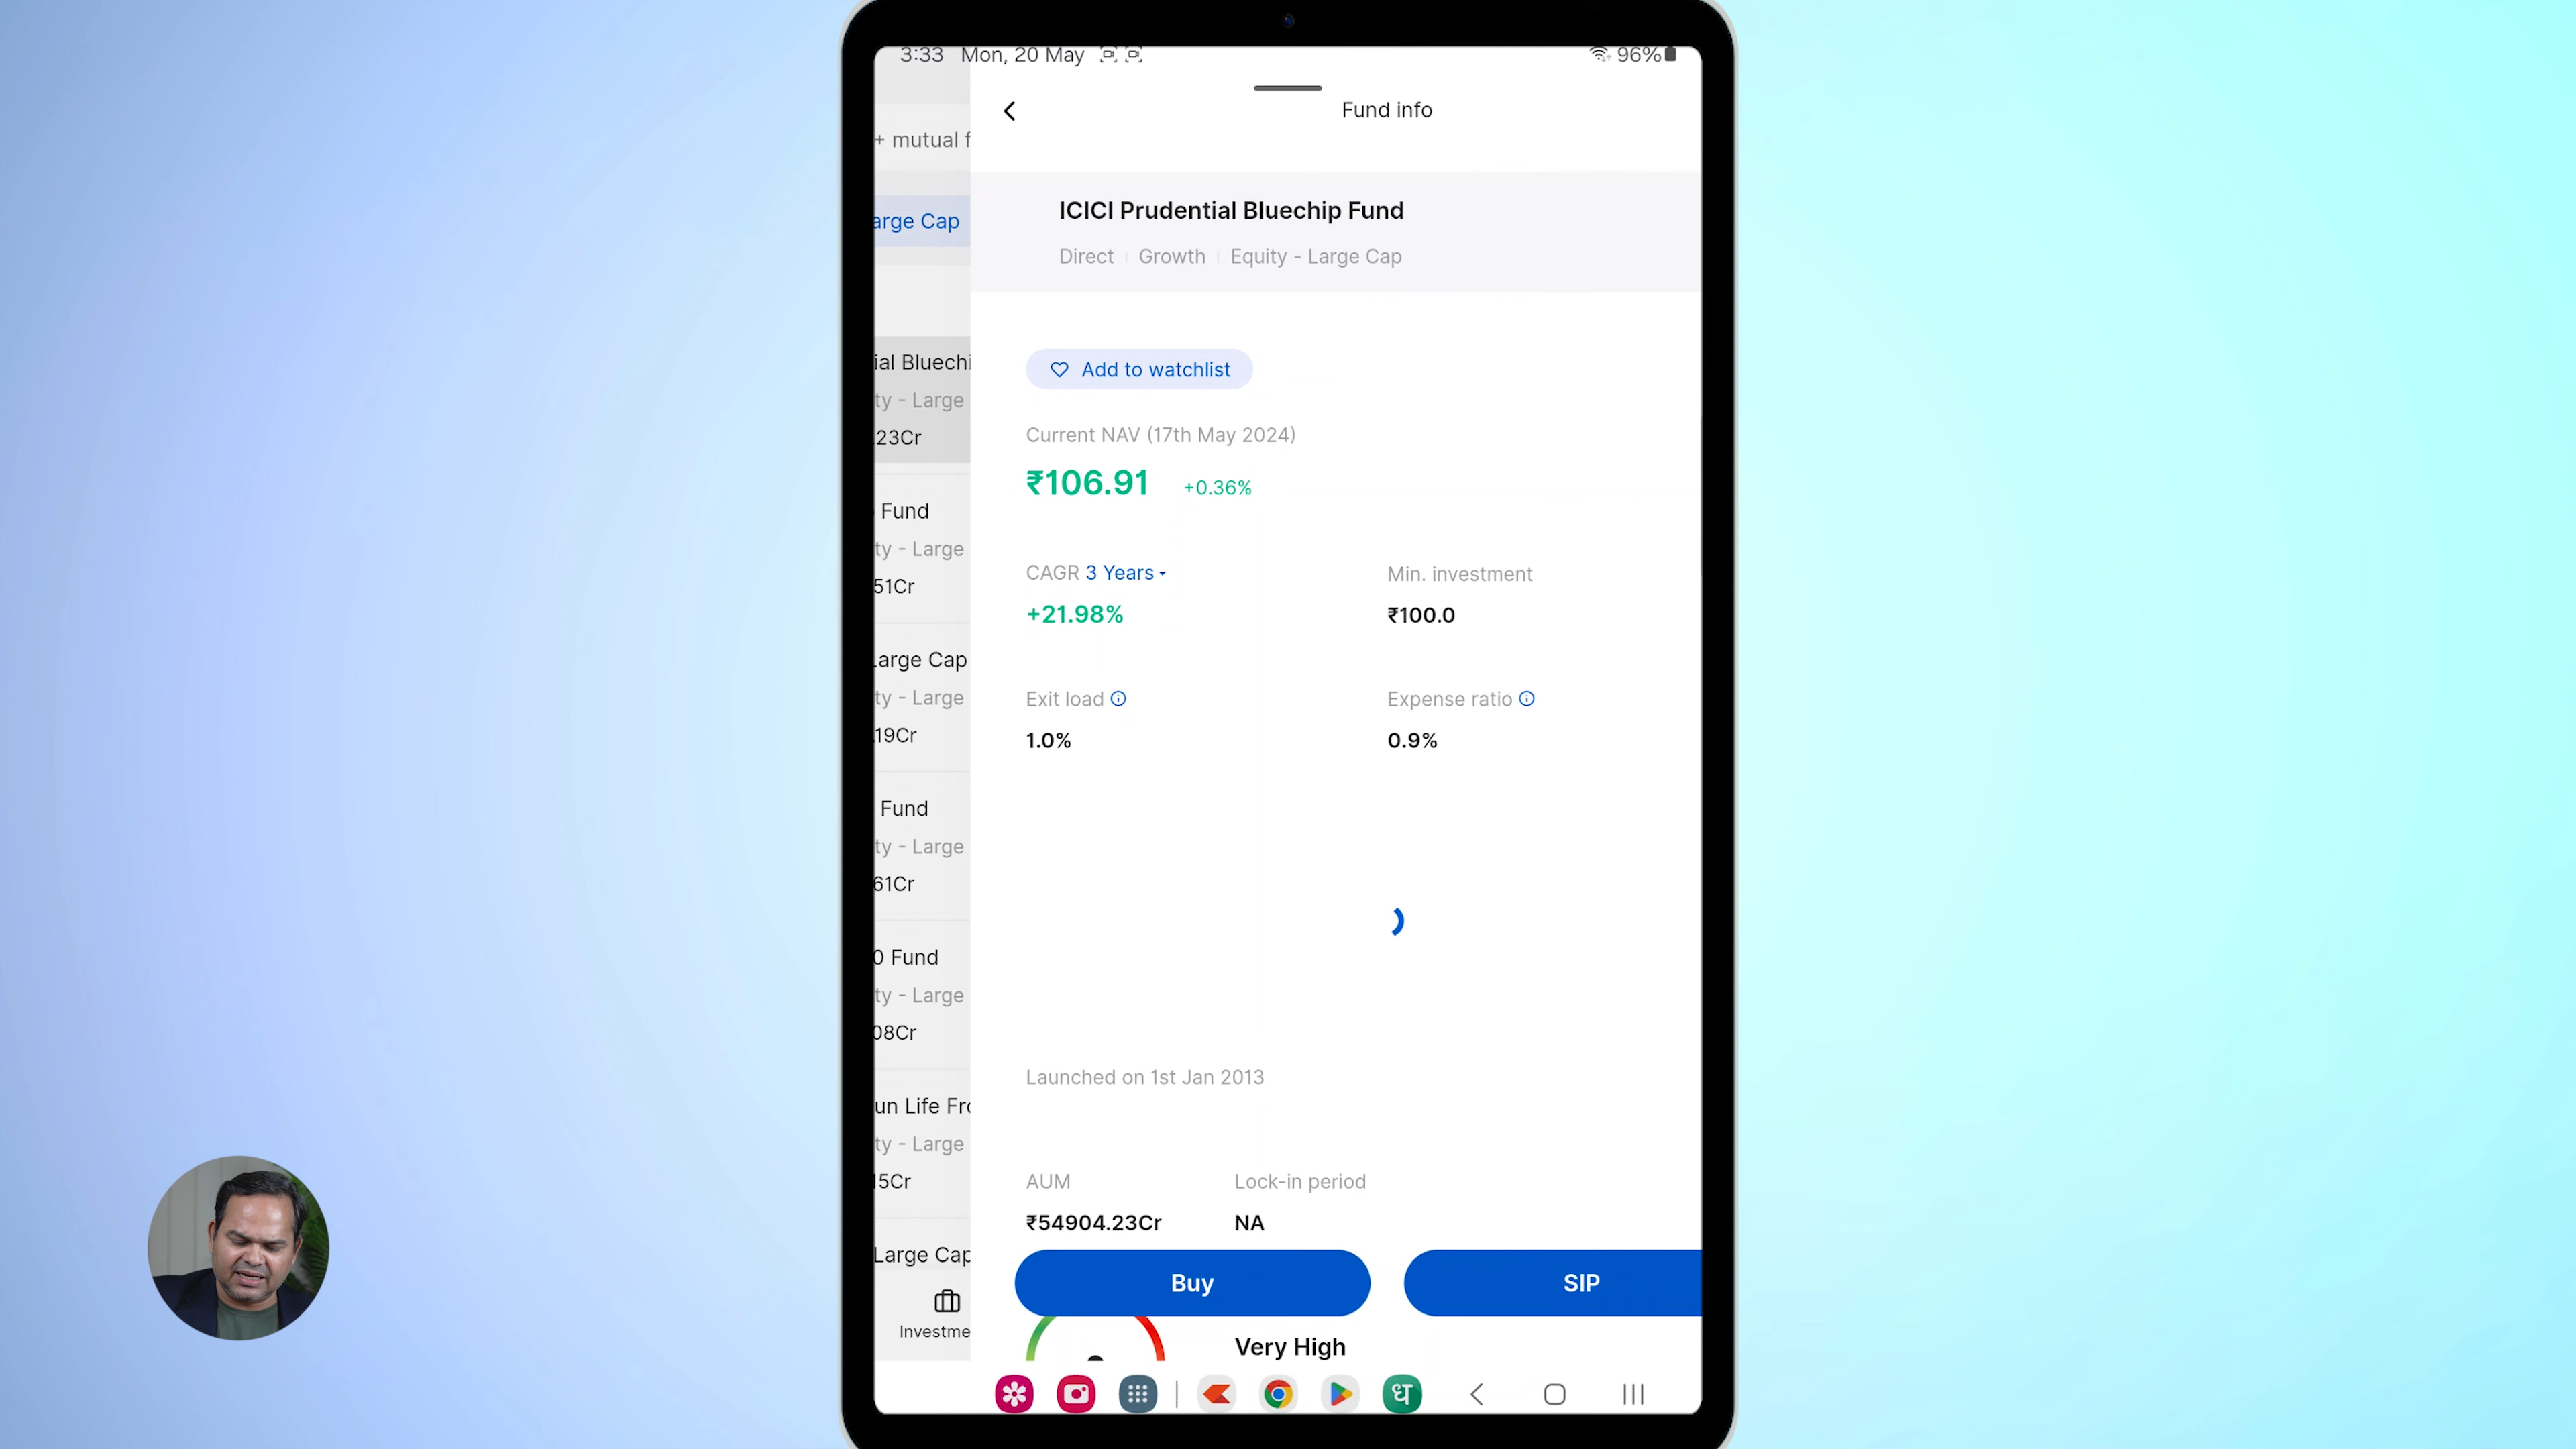 3:33 Mon, 20 May 96%
Fund info
+ mutual f
arge Cap
ICICI Prudential Bluechip Fund
Direct Growth Equity - Large Cap
ial Bluechi
ty - Large
23Cr
Add to watchlist
Current NAV (17th May 2024)
₹106.91 +0.36%
Fund
ty - Large
51Cr
CAGR 3 Years
+21.98%
Min. investment
₹100.0
Large Cap
ty - Large
19Cr
Exit load
1.0%
Expense ratio
0.9%
Fund
ty - Large
61Cr
0 Fund
ty - Large
08Cr
Launched on 1st Jan 2013
un Life Fro
ty - Large
15Cr
AUM
₹54904.23Cr
Lock-in period
NA
Large Cap
Buy
SIP
Investme
Very High
ध